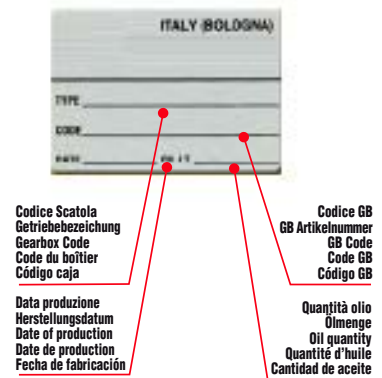 ITALY (BOLOGNA)
TYPE
CODE
DATE
Codice Scatola
Getriebebezeichung
Gearbox Code
Code du boîtier
Código caja
Codice GB
GB Artikelnummer
GB Code
Code GB
Código GB
Data produzione
Herstellungsdatum
Date of production
Date de production
Fecha de fabricación
Quantità olio
Ölmenge
Oil quantity
Quantité d'huile
Cantidad de aceite